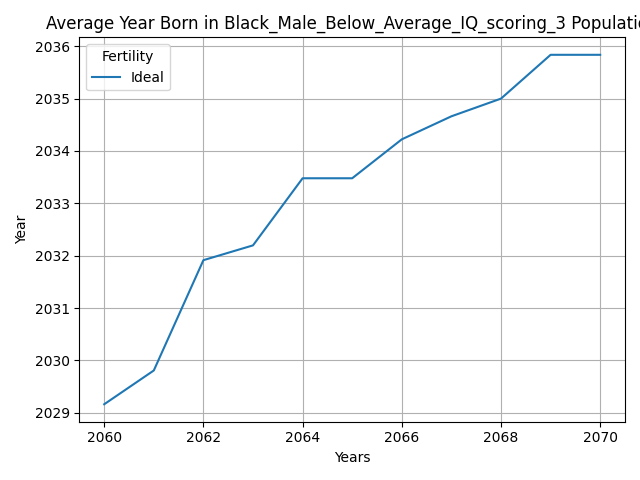 Average Year Born in Black_Male_Below_Average_IQ_scoring_3 Populatio
Fertility
Ideal
2036
2035
2034
2033
2032
2031
2030
2029
Year
2060 2062 2064 2066 2068 2070
Years